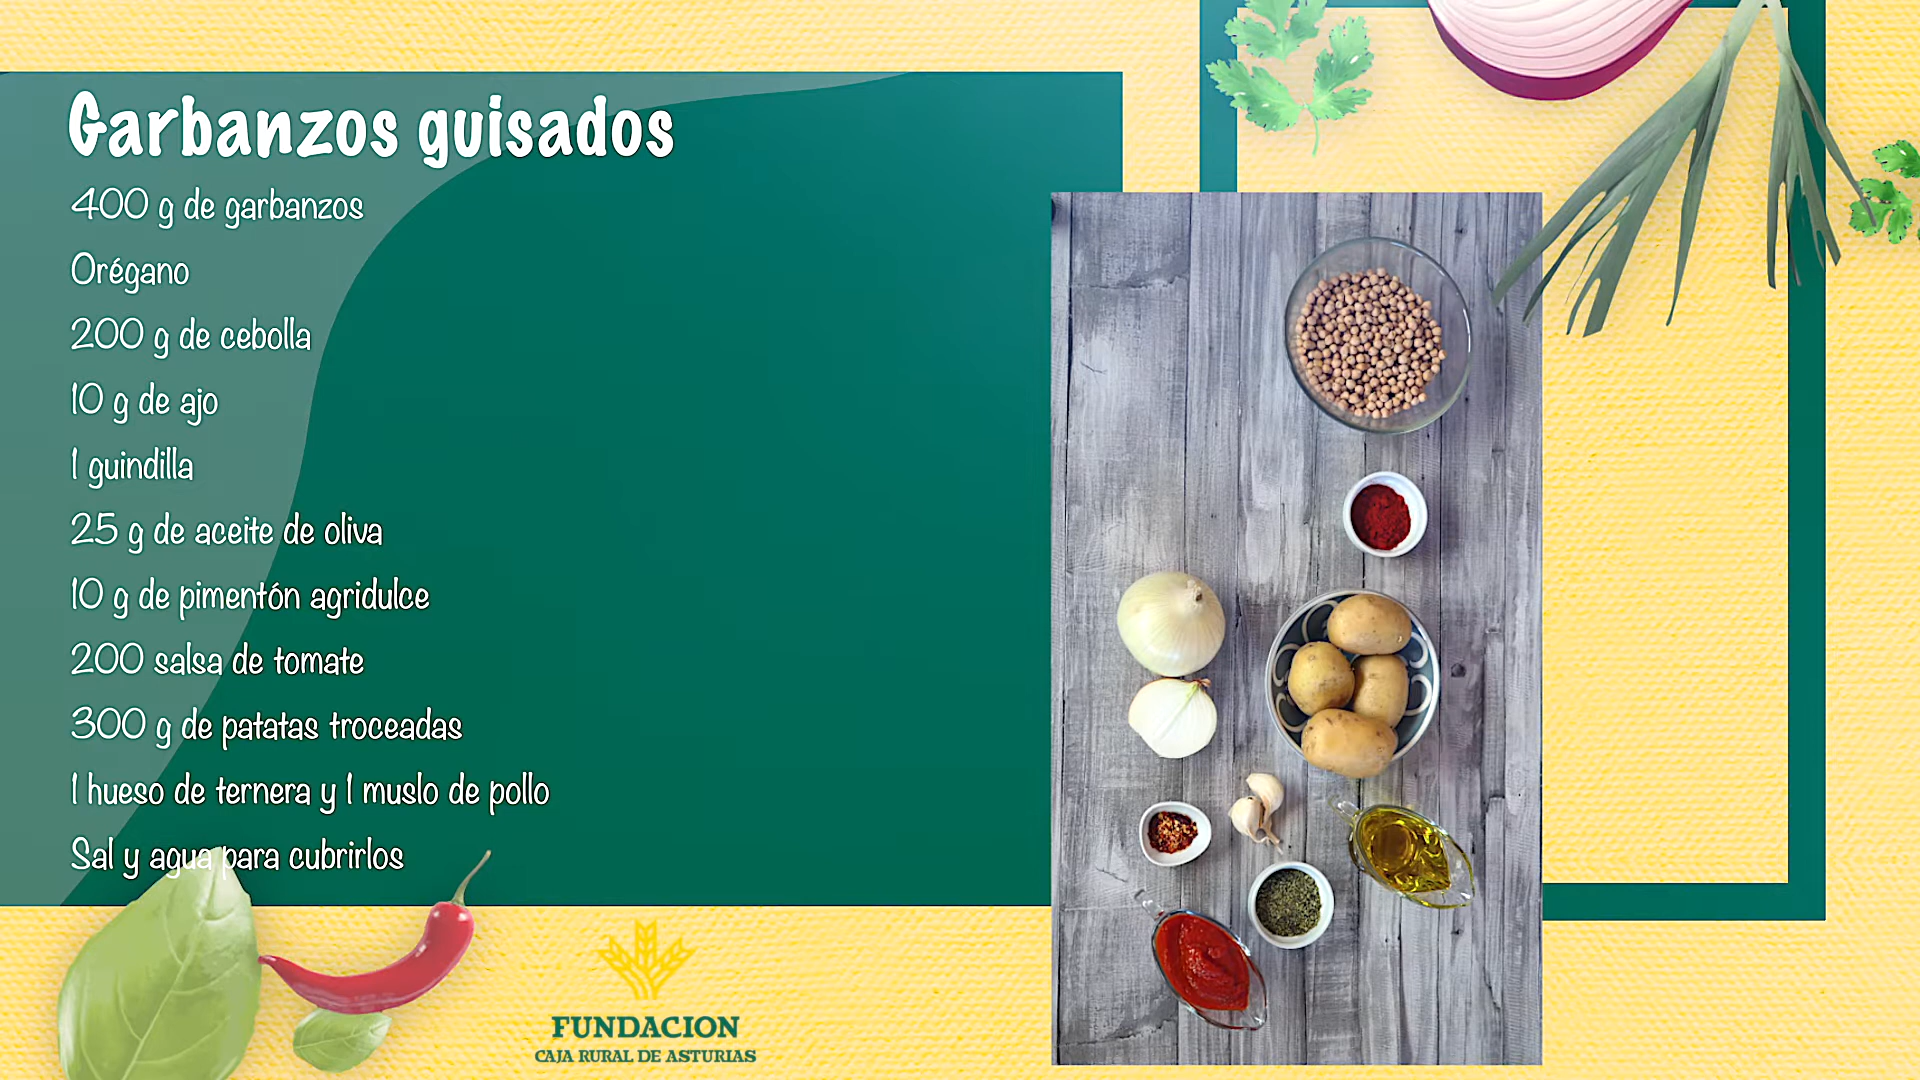 Garbanzos guisados
400 g de garbanzos
Orégano
200 g de cebolla
10 g de ajo
1 guindilla
25 g de aceite de oliva
10 g de pimentón agridulce
200 salsa de tomate
300 g de patatas troceadas
1 hueso de ternera y 1 muslo de pollo
Sal y agua para cubrirlos
FUNDACION
CAJA RURAL DE ASTURIAS